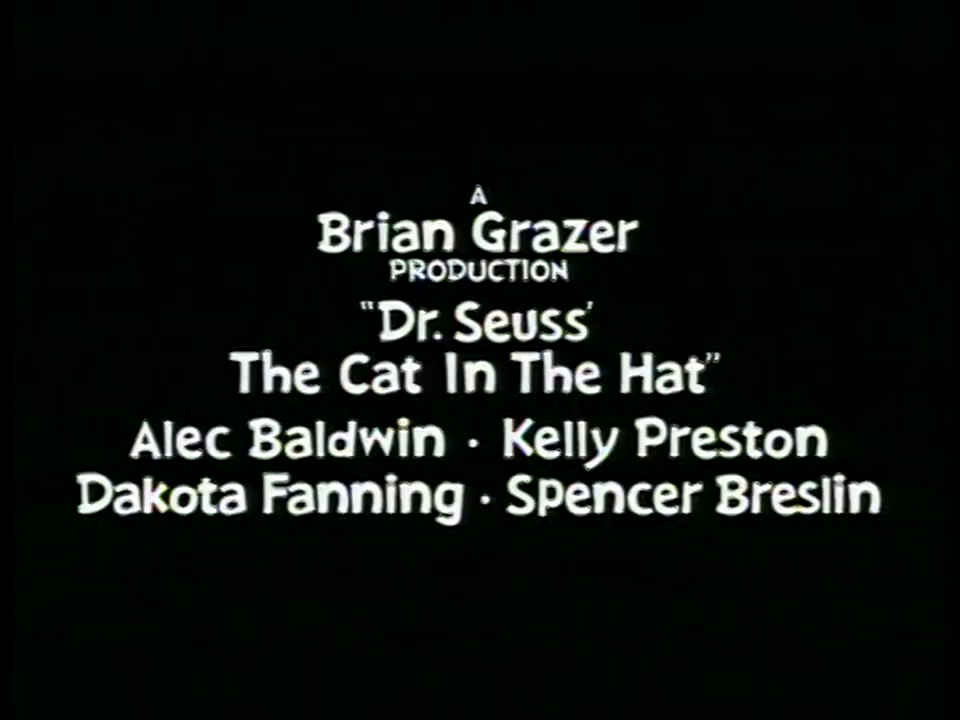 A
Brian Grazer
PRODUCTION
"Dr. Seuss'
The Cat In The Hat"
Alec Baldwin · Kelly Preston
Dakota Fanning · Spencer Breslin